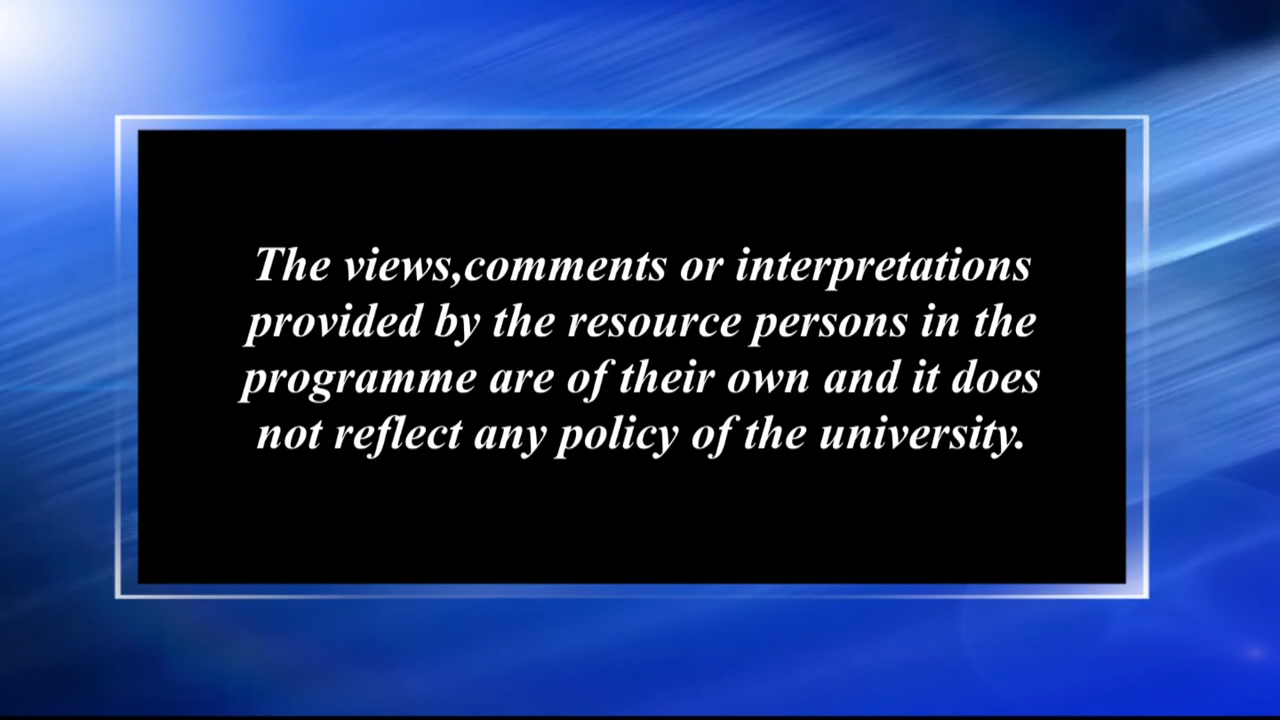 The views,comments or interpretations
provided by the resource persons in the
programme are of their own and it does
not reflect any policy of the university.